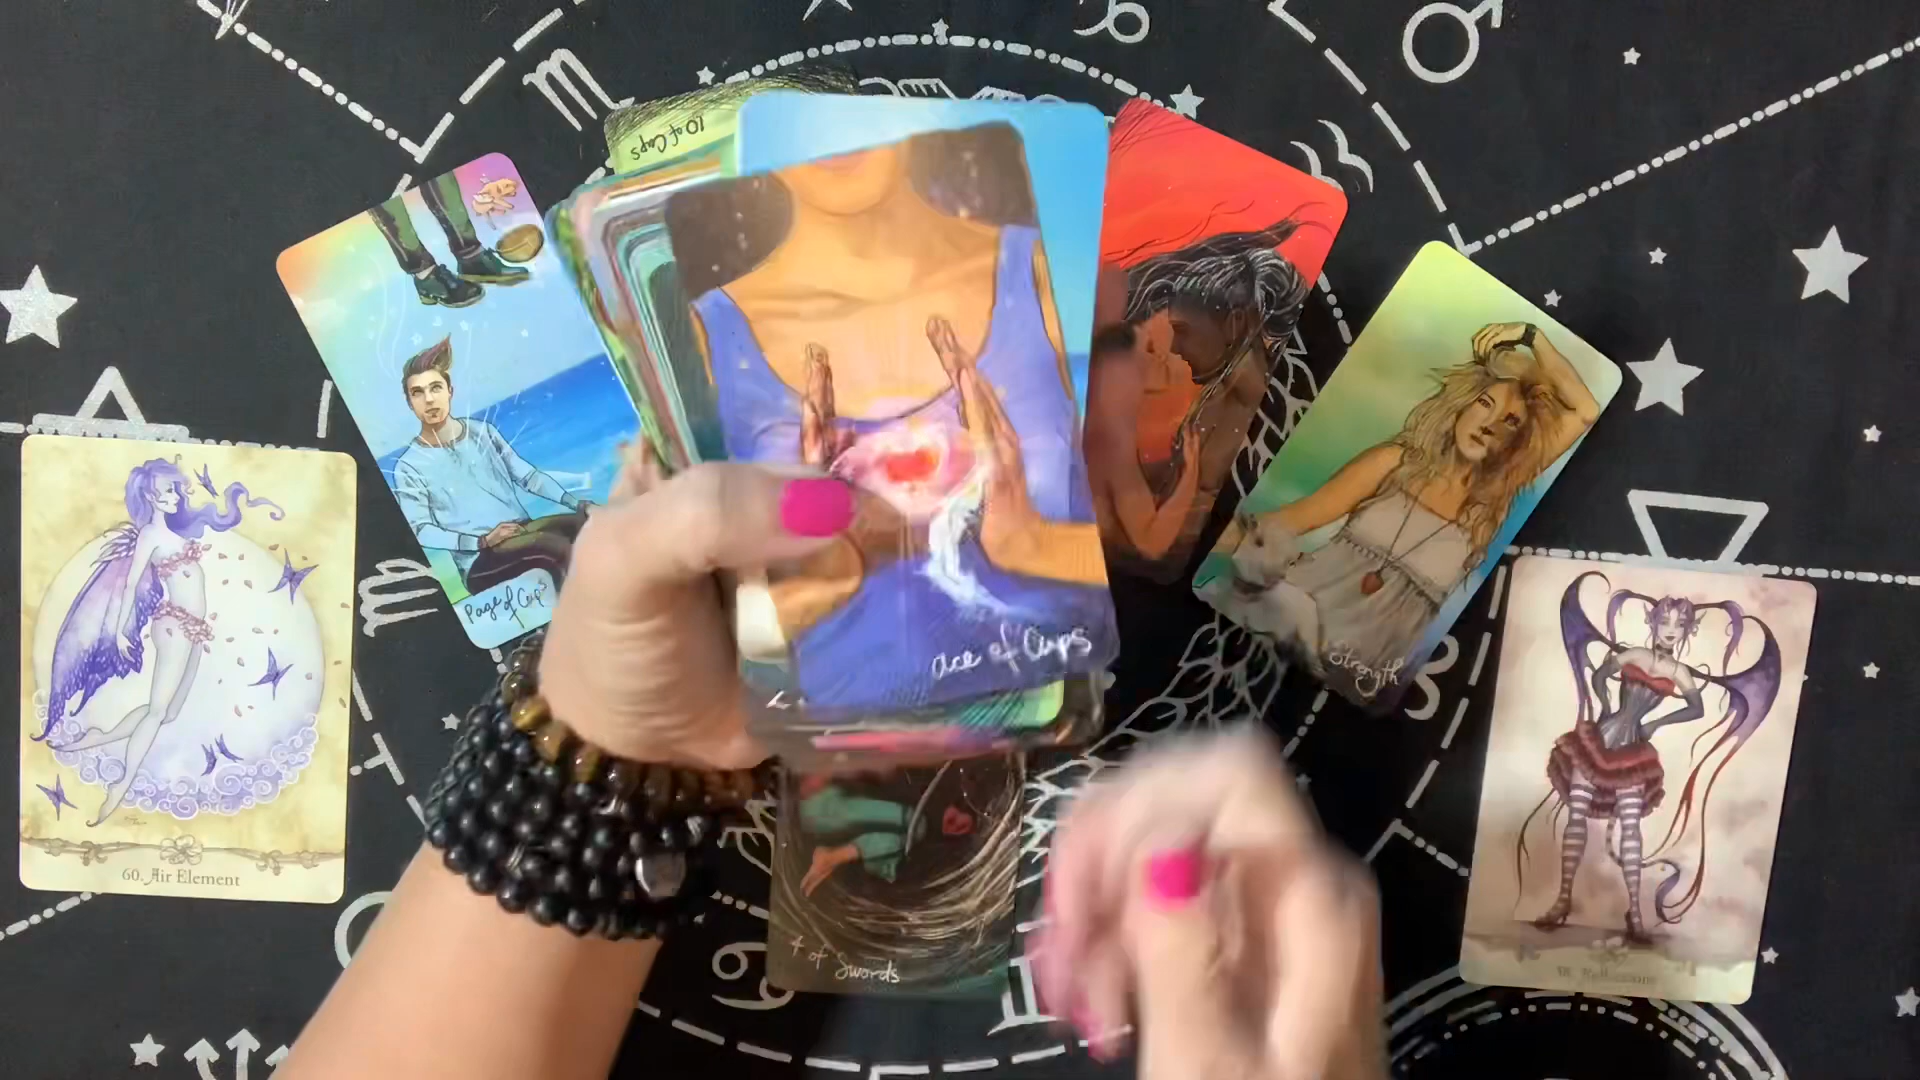 10 of Cups
Page of Cups
ace of Cups
Strength
60. Air Element
4 of Swords